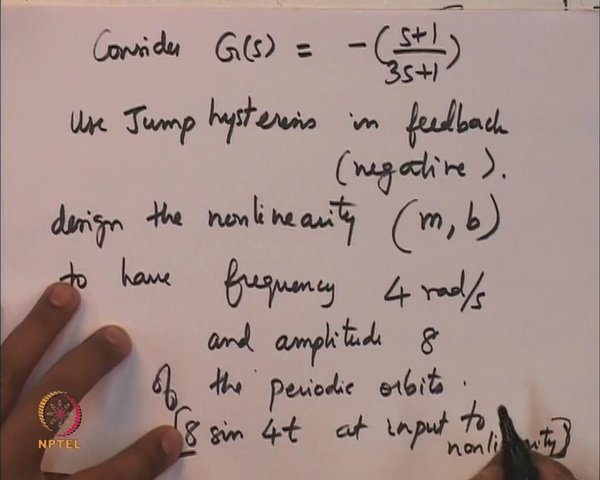 Consider G(s) = -(s+1/3s+1)
Use Jump hysteresis in feedback
(negative).
design the nonlinearity (m, b)
to have frequency 4 rad/s
and amplitude 8
of the periodic orbits.
[8 sin 4t at input to
nonlinearity]
NPTEL